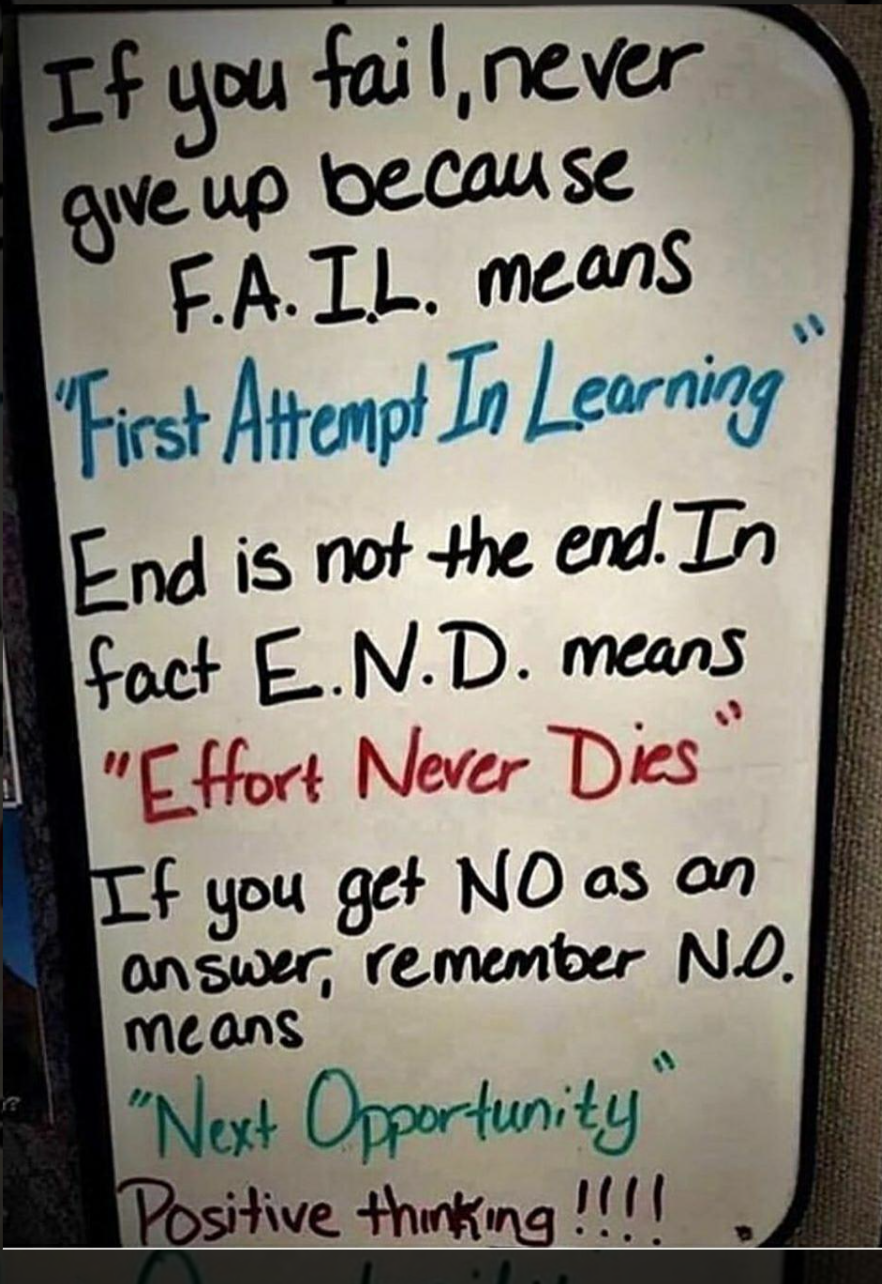 If you fail, never
give up because
F.A.I.L. means
"First Attempt In Learning"
End is not the end. In
fact E.N.D. means
"Effort Never Dies"
If you get NO as an
answer, remember N.O.
means
"Next Opportunity"
Positive thinking!!!!